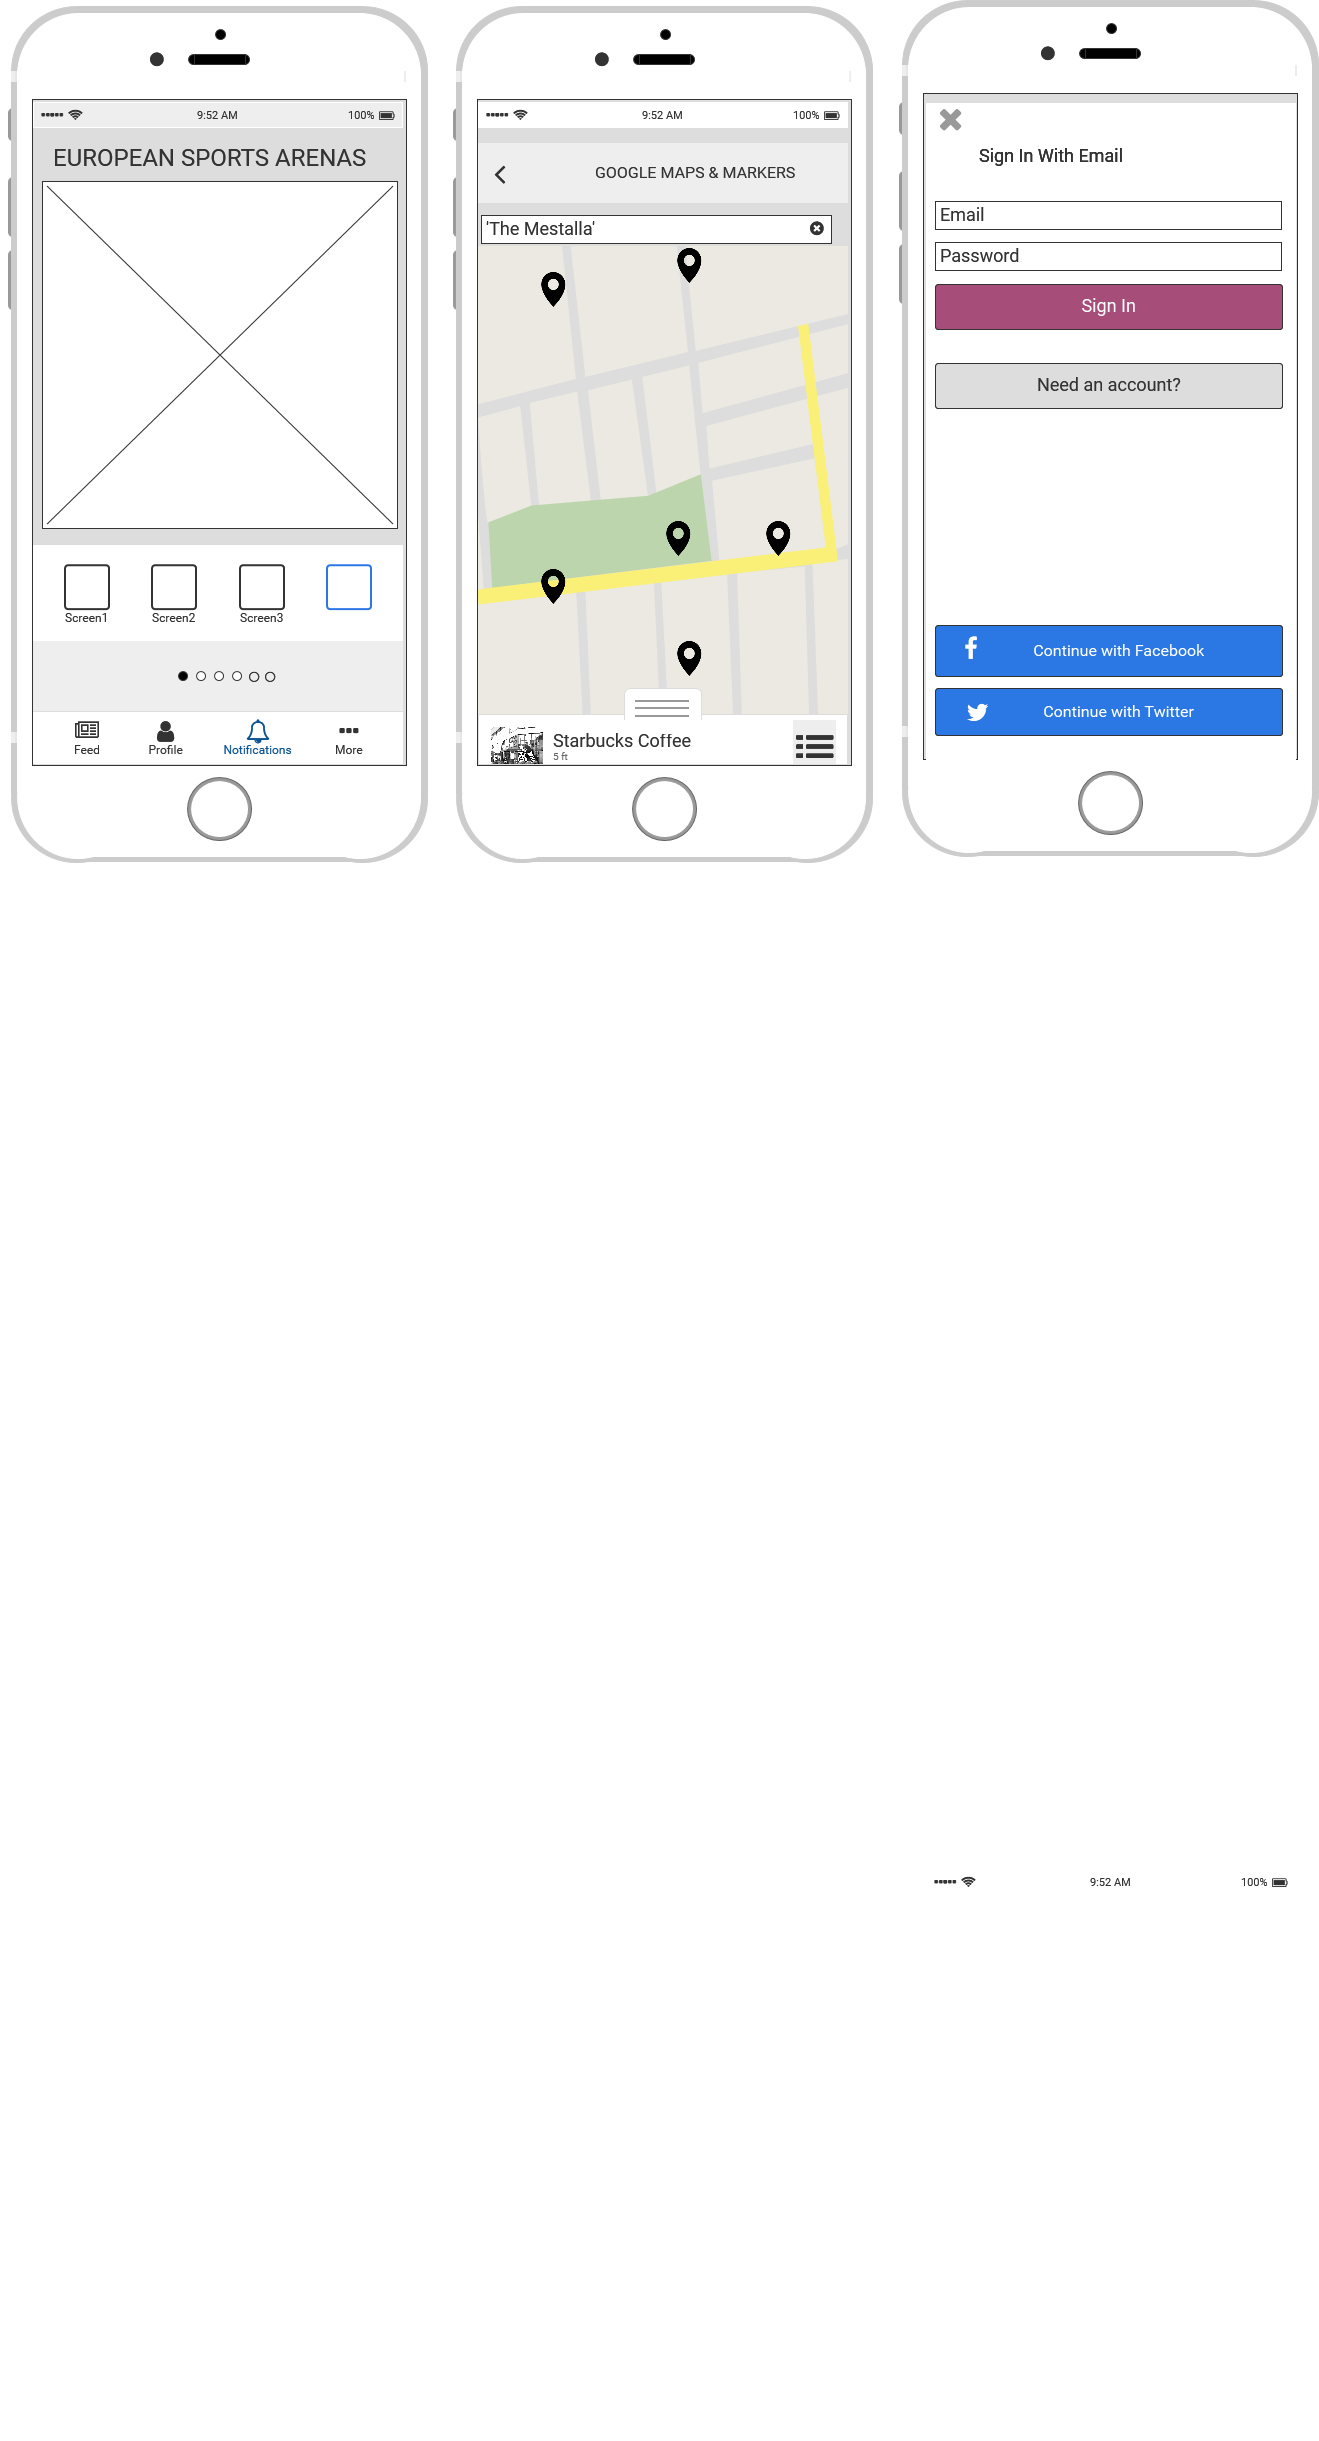 9:52 AM
100%
EUROPEAN SPORTS ARENAS
Screen1
Screen2
Screen3
Feed
Profile
Notifications
More
9:52 AM
100%
GOOGLE MAPS & MARKERS
'The Mestalla'
Starbucks Coffee
5 ft
Sign In With Email
Email
Password
Sign In
Need an account?
Continue with Facebook
Continue with Twitter
9:52 AM
100%